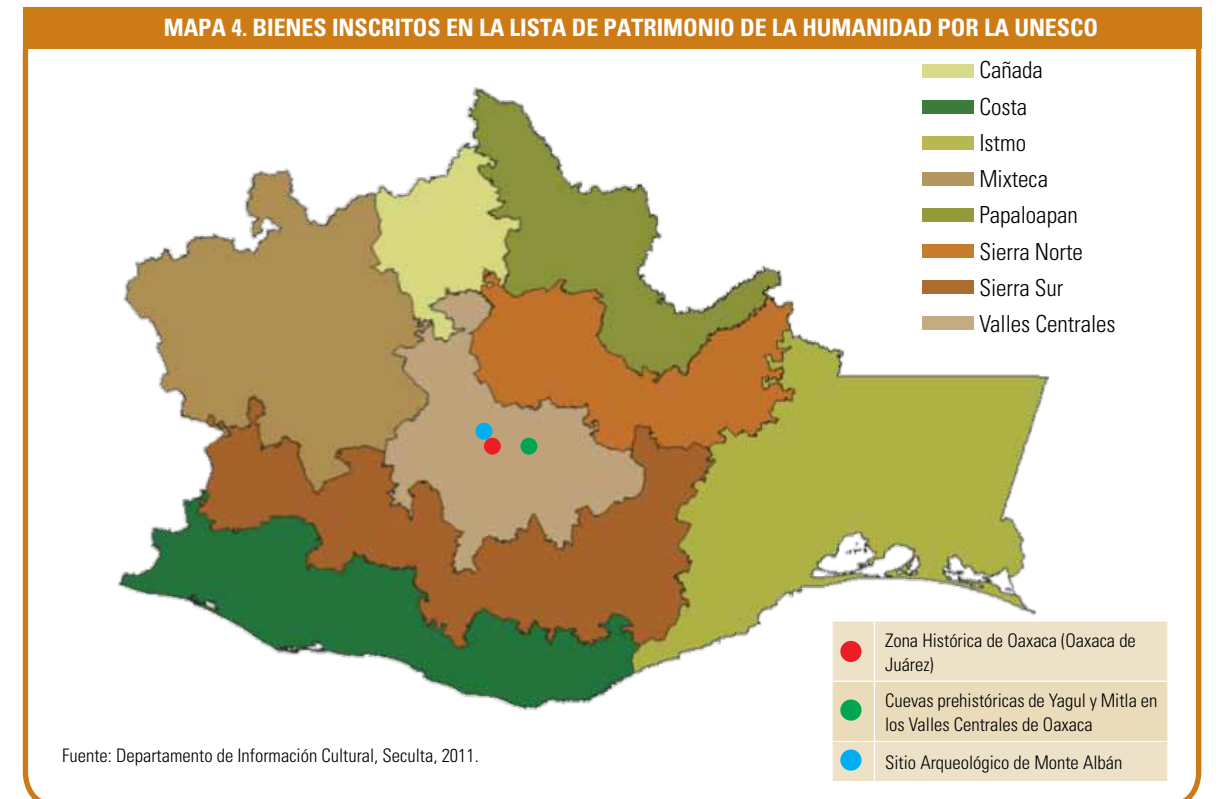 MAPA 4. BIENES INSCRITOS EN LA LISTA DE PATRIMONIO DE LA HUMANIDAD POR LA UNESCO
Cañada
Costa
Istmo
Mixteca
Papaloapan
Sierra Norte
Sierra Sur
Valles Centrales
Zona Histórica de Oaxaca (Oaxaca de
Juárez)
Cuevas prehistóricas de Yagul y Mitla en
los Valles Centrales de Oaxaca
Sitio Arqueológico de Monte Albán
Fuente: Departamento de Información Cultural, Seculta, 2011.